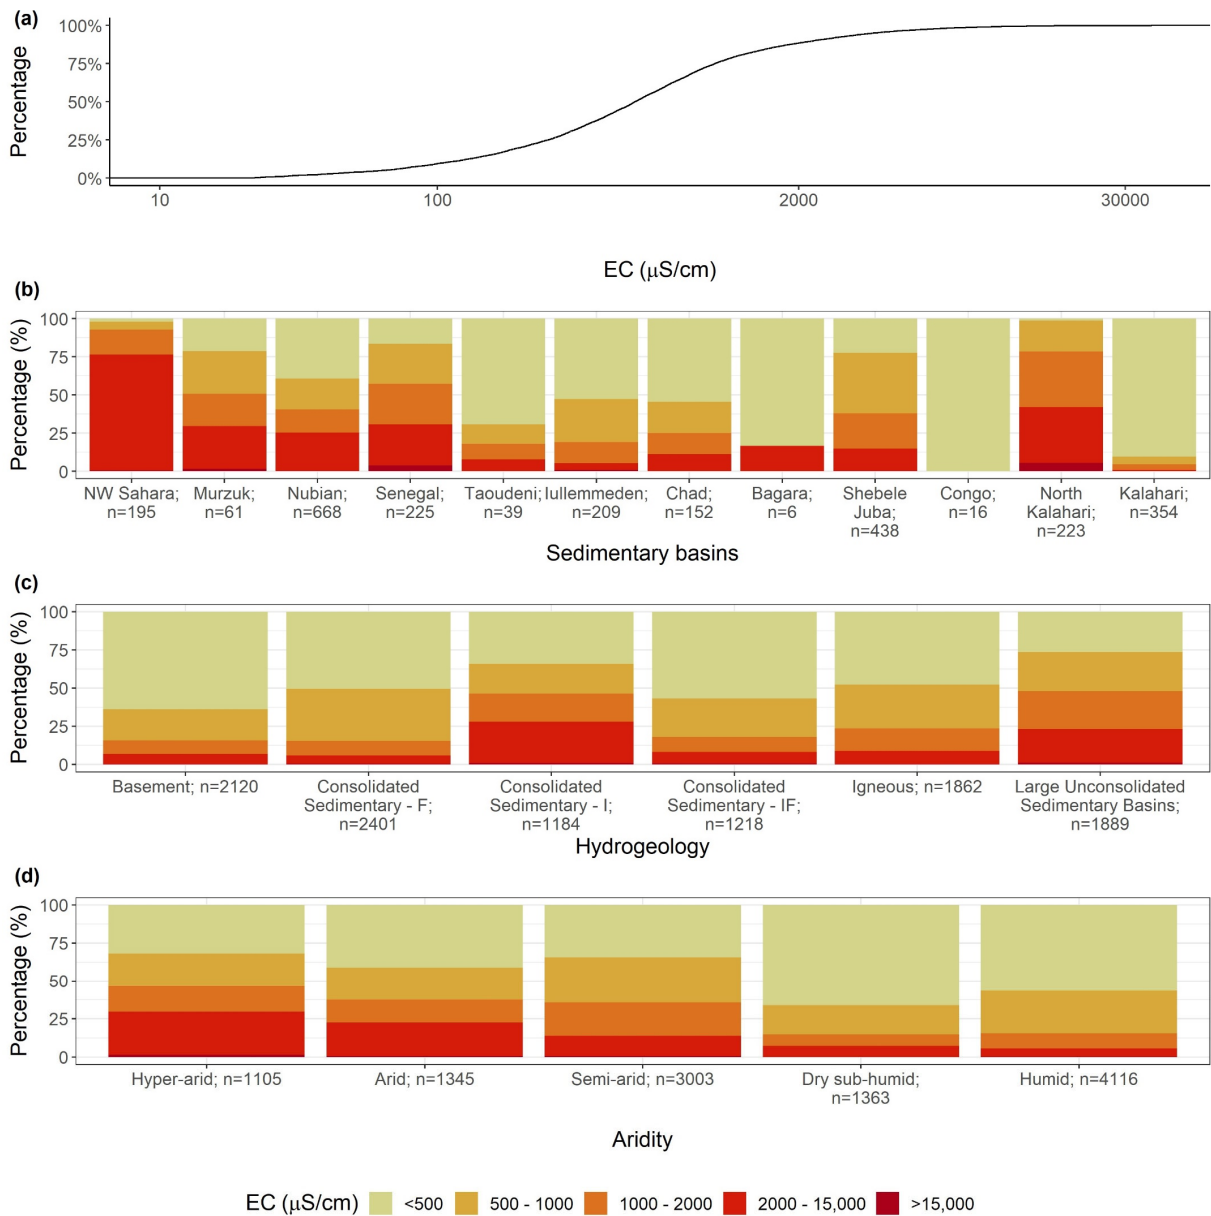 (a)
Percentage
100%
75%
50%
25%
0%
10 100 2000 30000
EC (μS/cm)
(b)
Percentage (%)
100
75
50
25
0
NW Sahara; n=195
Murzuk; n=61
Nubian; n=668
Senegal; n=225
Taoudeni; n=39
Iullemmeden; n=209
Chad; n=152
Bagara; n=6
Shebele Juba; n=438
Congo; n=16
North Kalahari; n=223
Kalahari; n=354
Sedimentary basins
(c)
Percentage (%)
100
75
50
25
0
Basement; n=2120
Consolidated
Sedimentary - F;
n=2401
Consolidated
Sedimentary - I;
n=1184
Consolidated
Sedimentary - IF;
n=1218
Igneous; n=1862
Large Unconsolidated
Sedimentary Basins;
n=1889
Hydrogeology
(d)
Percentage (%)
100
75
50
25
0
Hyper-arid; n=1105
Arid; n=1345
Semi-arid; n=3003
Dry sub-humid;
n=1363
Humid; n=4116
Aridity
EC (μS/cm) <500 500 - 1000 1000 - 2000 2000 - 15,000 >15,000